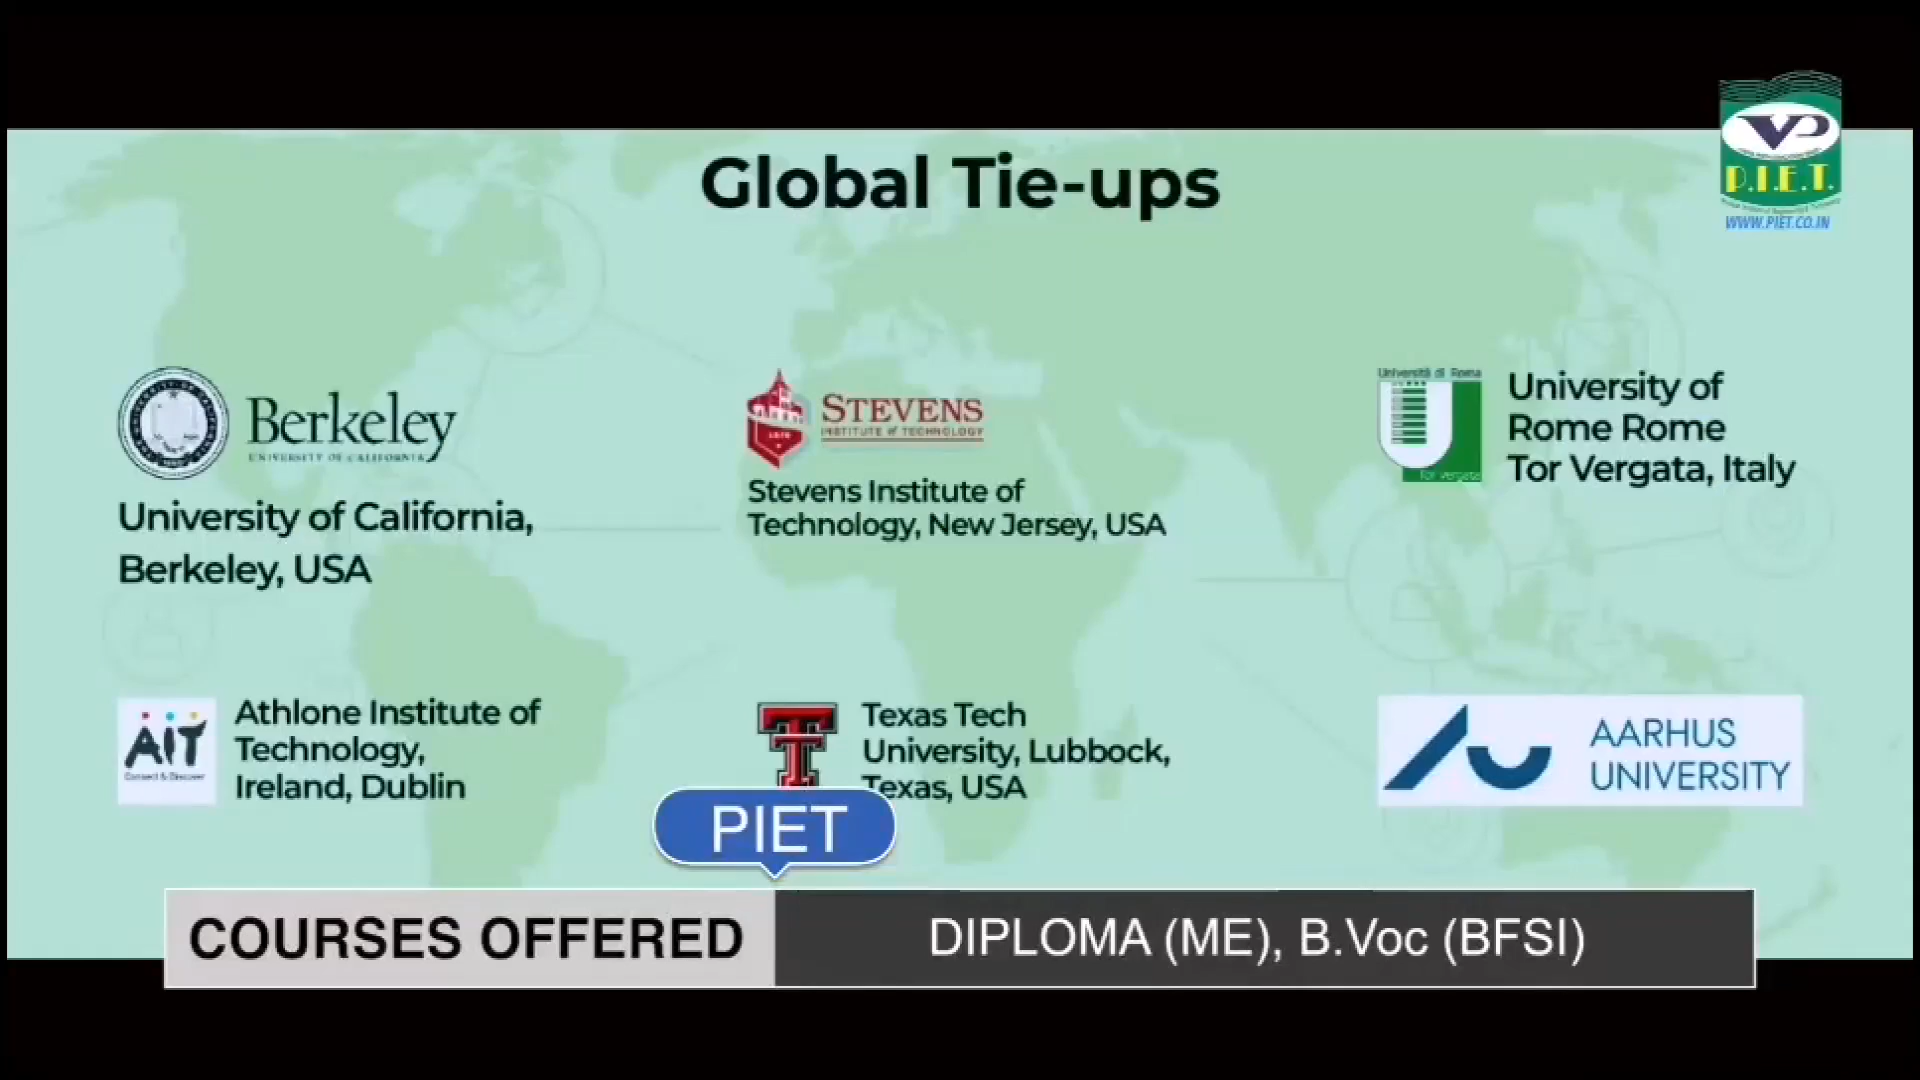 Global Tie-ups
P.I.E.T.
WWW.PIET.CO.IN
Berkeley
UNIVERSITY OF CALIFORNIA
University of California,
Berkeley, USA
STEVENS
INSTITUTE of TECHNOLOGY
1870
Stevens Institute of
Technology, New Jersey, USA
Università di Roma
Tor Vergata
University of
Rome Rome
Tor Vergata, Italy
AIT
Connect & Discover
Athlone Institute of
Technology,
Ireland, Dublin
Texas Tech
University, Lubbock,
Texas, USA
AARHUS
UNIVERSITY
PIET
COURSES OFFERED
DIPLOMA (ME), B.Voc (BFSI)